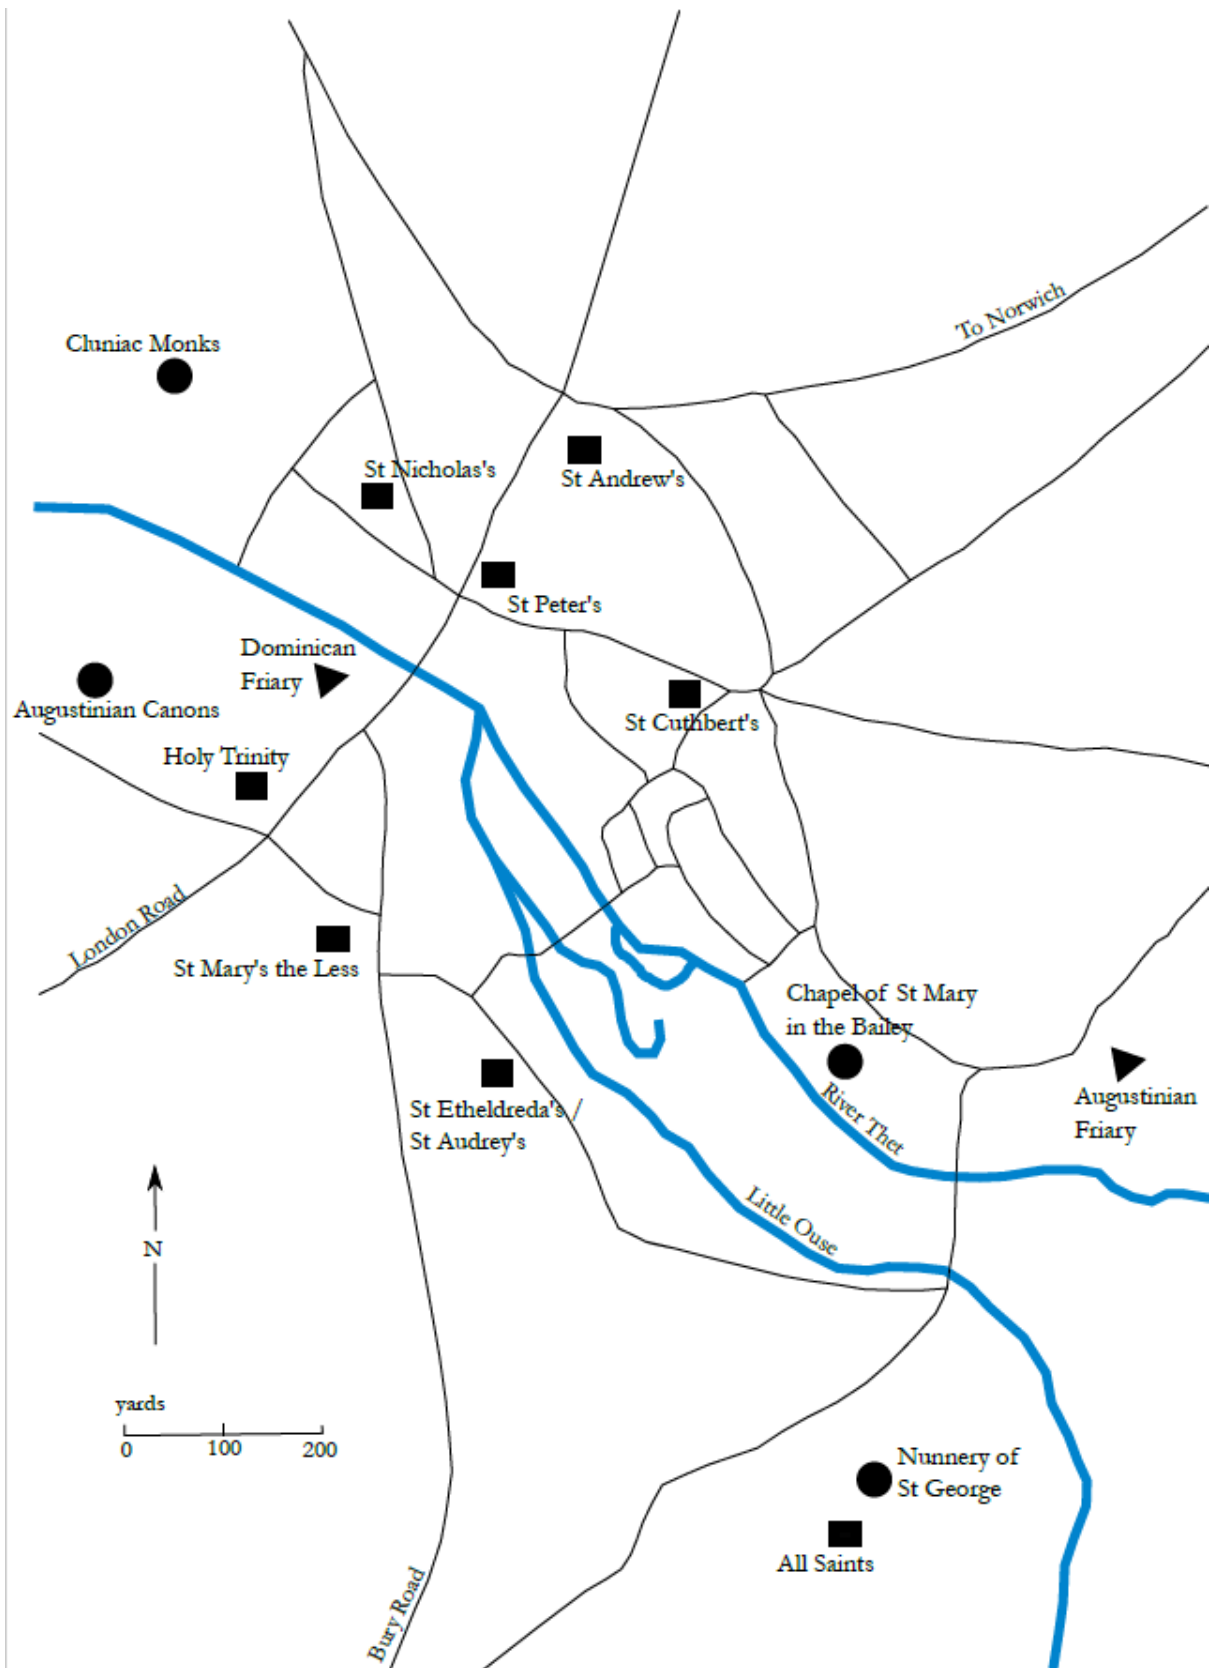 To Norwich
Cluniac Monks
St Nicholas's
St Andrew's
St Peter's
Dominican
Friary
Augustinian Canons
St Cuthbert's
Holy Trinity
London Road
St Mary's the Less
Chapel of St Mary
in the Bailey
River Thet
Augustinian
Friary
St Etheldreda's /
St Audrey's
Little Ouse
N
yards
0 100 200
Nunnery of
St George
All Saints
Bury Road